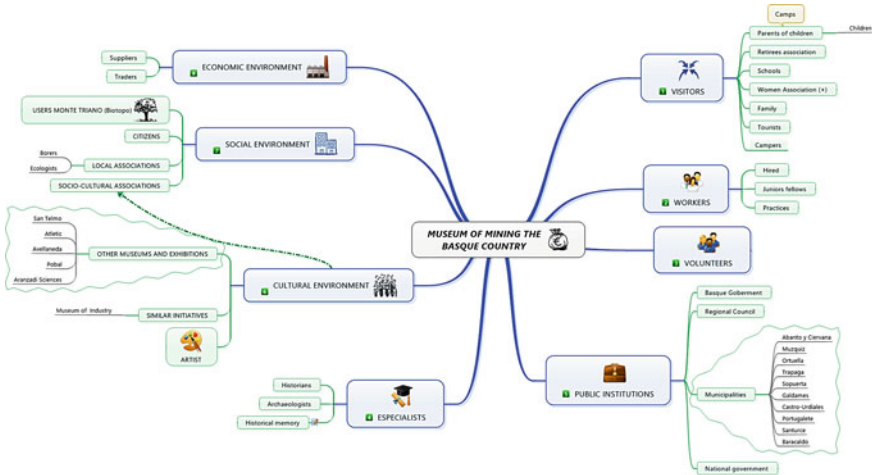 MUSEUM OF MINING THE
BASQUE COUNTRY
VISITORS
Camps
Parents of children
Children
Retirees association
Schools
Women Association (×)
Family
Tourists
Campers
WORKERS
Hired
Juniors fellows
Practices
VOLUNTEERS
PUBLIC INSTITUTIONS
Basque Goberment
Regional Council
Municipalities
Abanto y Ciervana
Muzquiz
Ortuella
Trapaga
Sopuerta
Galdames
Castro-Urdiales
Portugalete
Santurce
Baracaldo
National government
ECONOMIC ENVIRONMENT
Suppliers
Traders
SOCIAL ENVIRONMENT
USERS MONTE TRIANO (Biotopo)
CITIZENS
LOCAL ASSOCIATIONS
Borers
Ecologists
SOCIO-CULTURAL ASSOCIATIONS
CULTURAL ENVIRONMENT
OTHER MUSEUMS AND EXHIBITIONS
San Telmo
Atletic
Avellaneda
Pobal
Aranzadi Sciences
SIMILAR INITIATIVES
Museum of Industry
ARTIST
ESPECIALISTS
Historians
Archaeologists
Historical memory